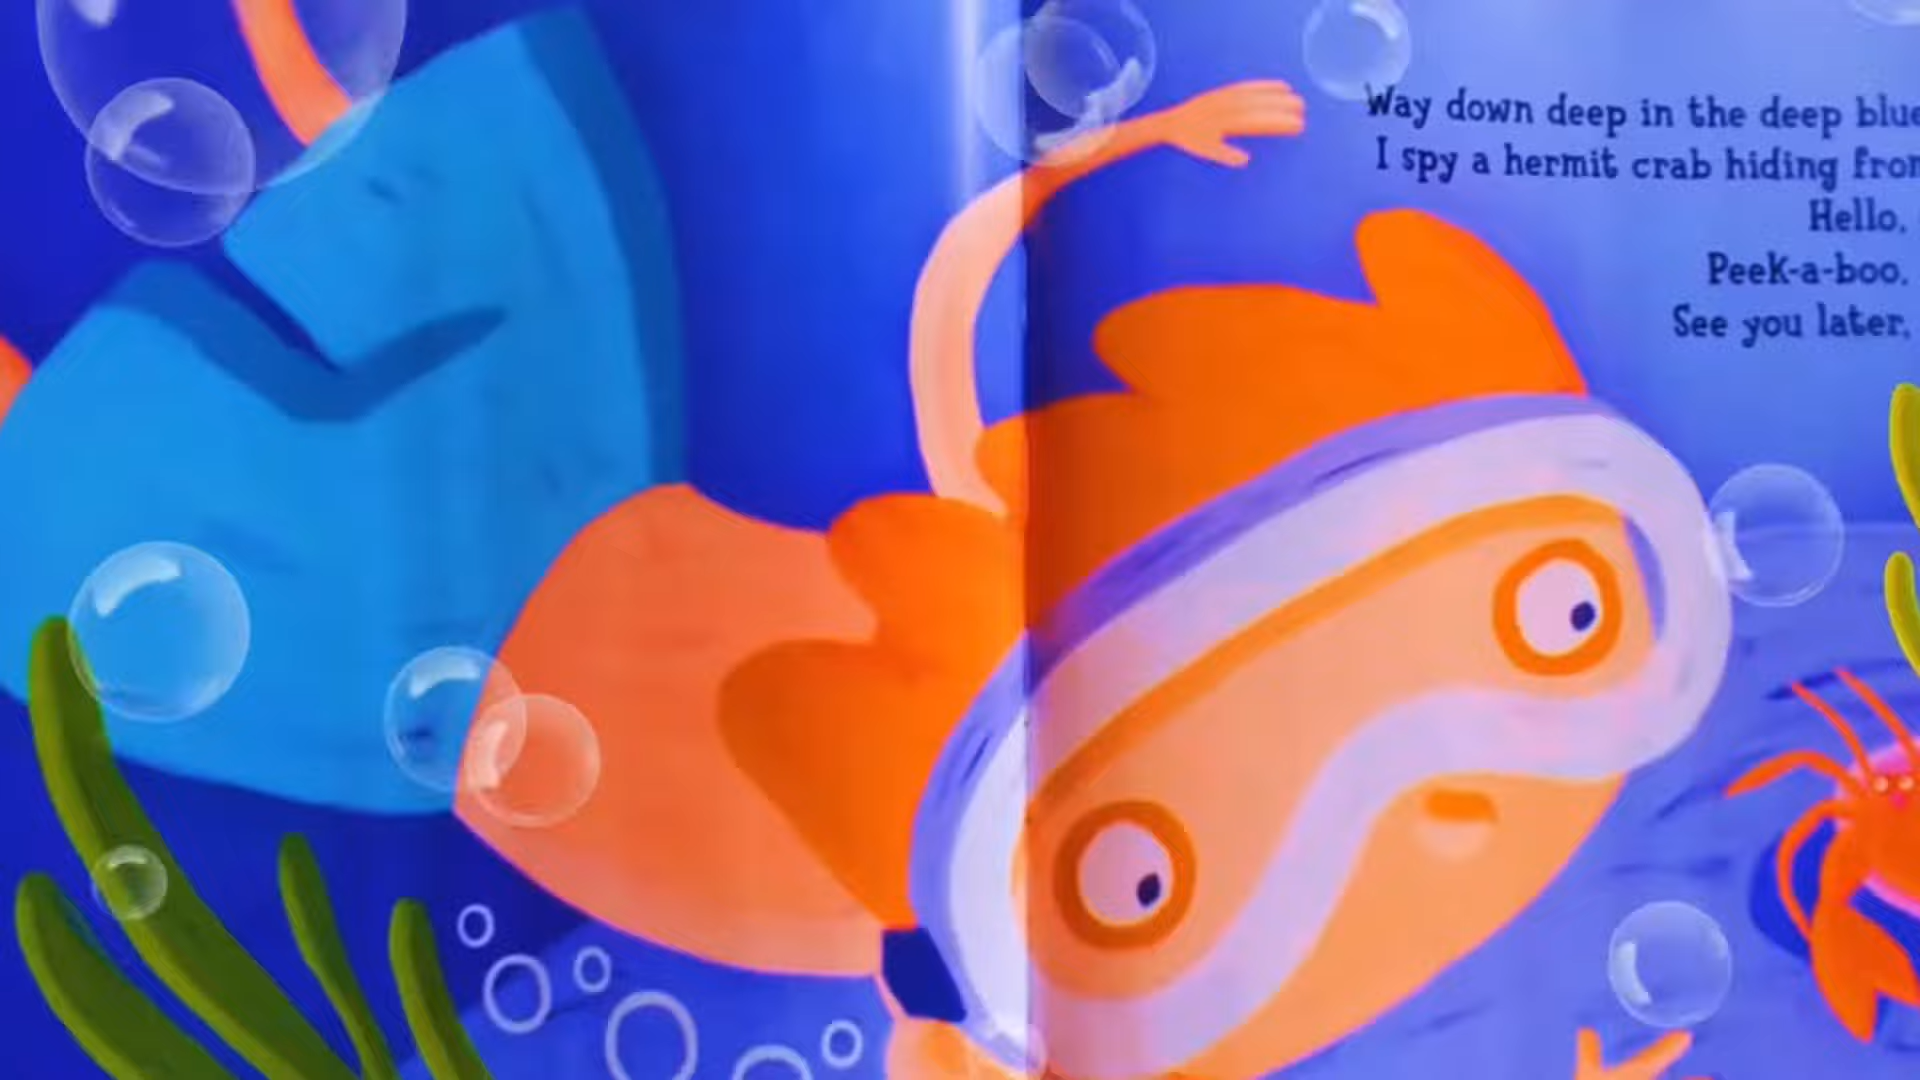 Way down deep in the deep blue
I spy a hermit crab hiding from
Hello,
Peek-a-boo,
See you later,